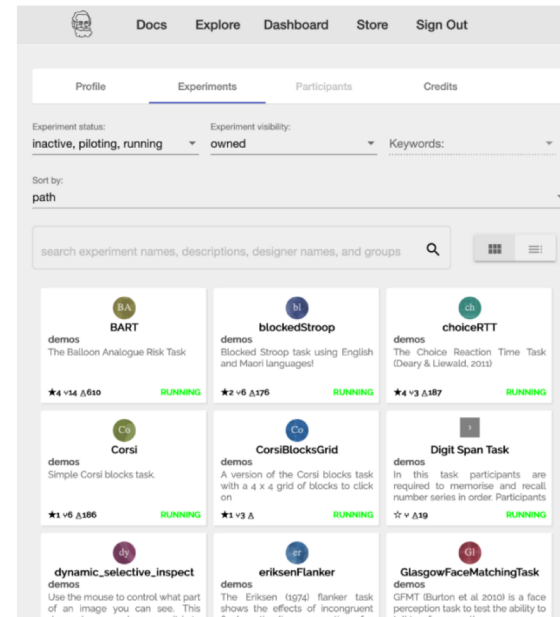 Docs Explore Dashboard Store Sign Out
Profile Experiments Participants Credits
Experiment status: Experiment visibility:
inactive, piloting, running owned Keywords:
Sort by:
path
search experiment names, descriptions, designer names, and groups
BA bl ch
BART blockedStroop choiceRTT
demos demos demos
The Balloon Analogue Risk Task
Blocked Stroop task using English
and Maori languages!
The Choice Reaction Time Task
(Deary & Liewald, 2011)
★4 ⑂14 ♙610 RUNNING ★2 ⑂6 ♙176 RUNNING ★4 ⑂3 ♙187 RUNNING
Co Co
Corsi CorsiBlocksGrid Digit Span Task
demos demos demos
Simple Corsi blocks task.
A version of the Corsi blocks task
with a 4 x 4 grid of blocks to click
on
In this task participants are
required to memorise and recall
number series in order. Participants
★1 ⑂6 ♙186 RUNNING ★1 ⑂3 ♙ RUNNING ☆ ⑂ ♙19 RUNNING
dy er Gl
dynamic_selective_inspect eriksenFlanker GlasgowFaceMatchingTask
demos demos demos
Use the mouse to control what part
of an image you can see. This
The Eriksen (1974) flanker task
shows the effects of incongruent
GFMT (Burton et al. 2010) is a face
perception task to test the ability to